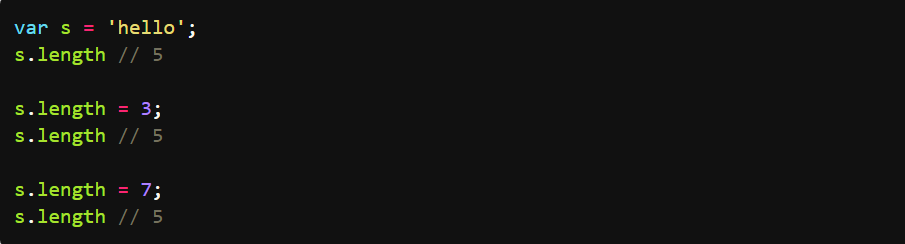 var s = 'hello';
s.length // 5
s.length = 3;
s.length // 5
s.length = 7;
s.length // 5